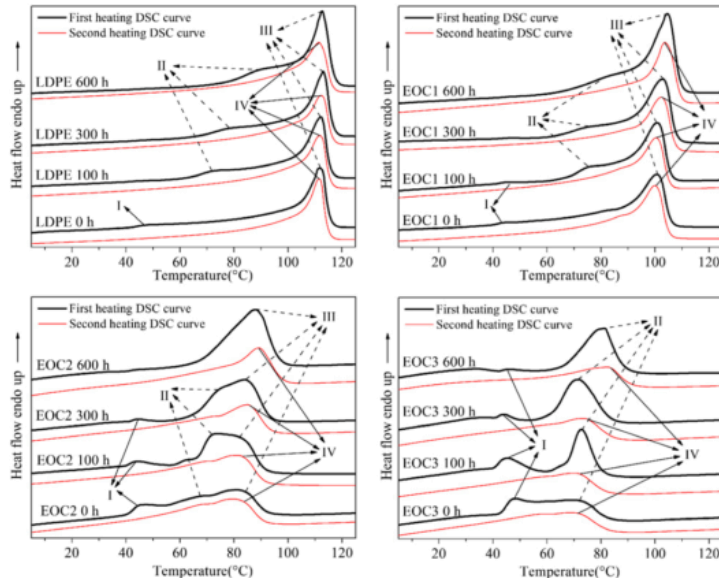 First heating DSC curve
Second heating DSC curve
III
II
LDPE 600 h
IV
LDPE 300 h
LDPE 100 h
I
LDPE 0 h
Heat flow endo up
20 40 60 80 100 120
Temperature(°C)
First heating DSC curve
Second heating DSC curve
III
EOC1 600 h
IV
II
EOC1 300 h
EOC1 100 h
I
EOC1 0 h
Heat flow endo up
20 40 60 80 100 120
Temperature(°C)
First heating DSC curve
Second heating DSC curve
III
EOC2 600 h
II
EOC2 300 h
IV
EOC2 100 h
I
EOC2 0 h
Heat flow endo up
20 40 60 80 100 120
Temperature(°C)
First heating DSC curve
Second heating DSC curve
II
EOC3 600 h
EOC3 300 h
I
IV
EOC3 100 h
EOC3 0 h
Heat flow endo up
20 40 60 80 100 120
Temperature(°C)